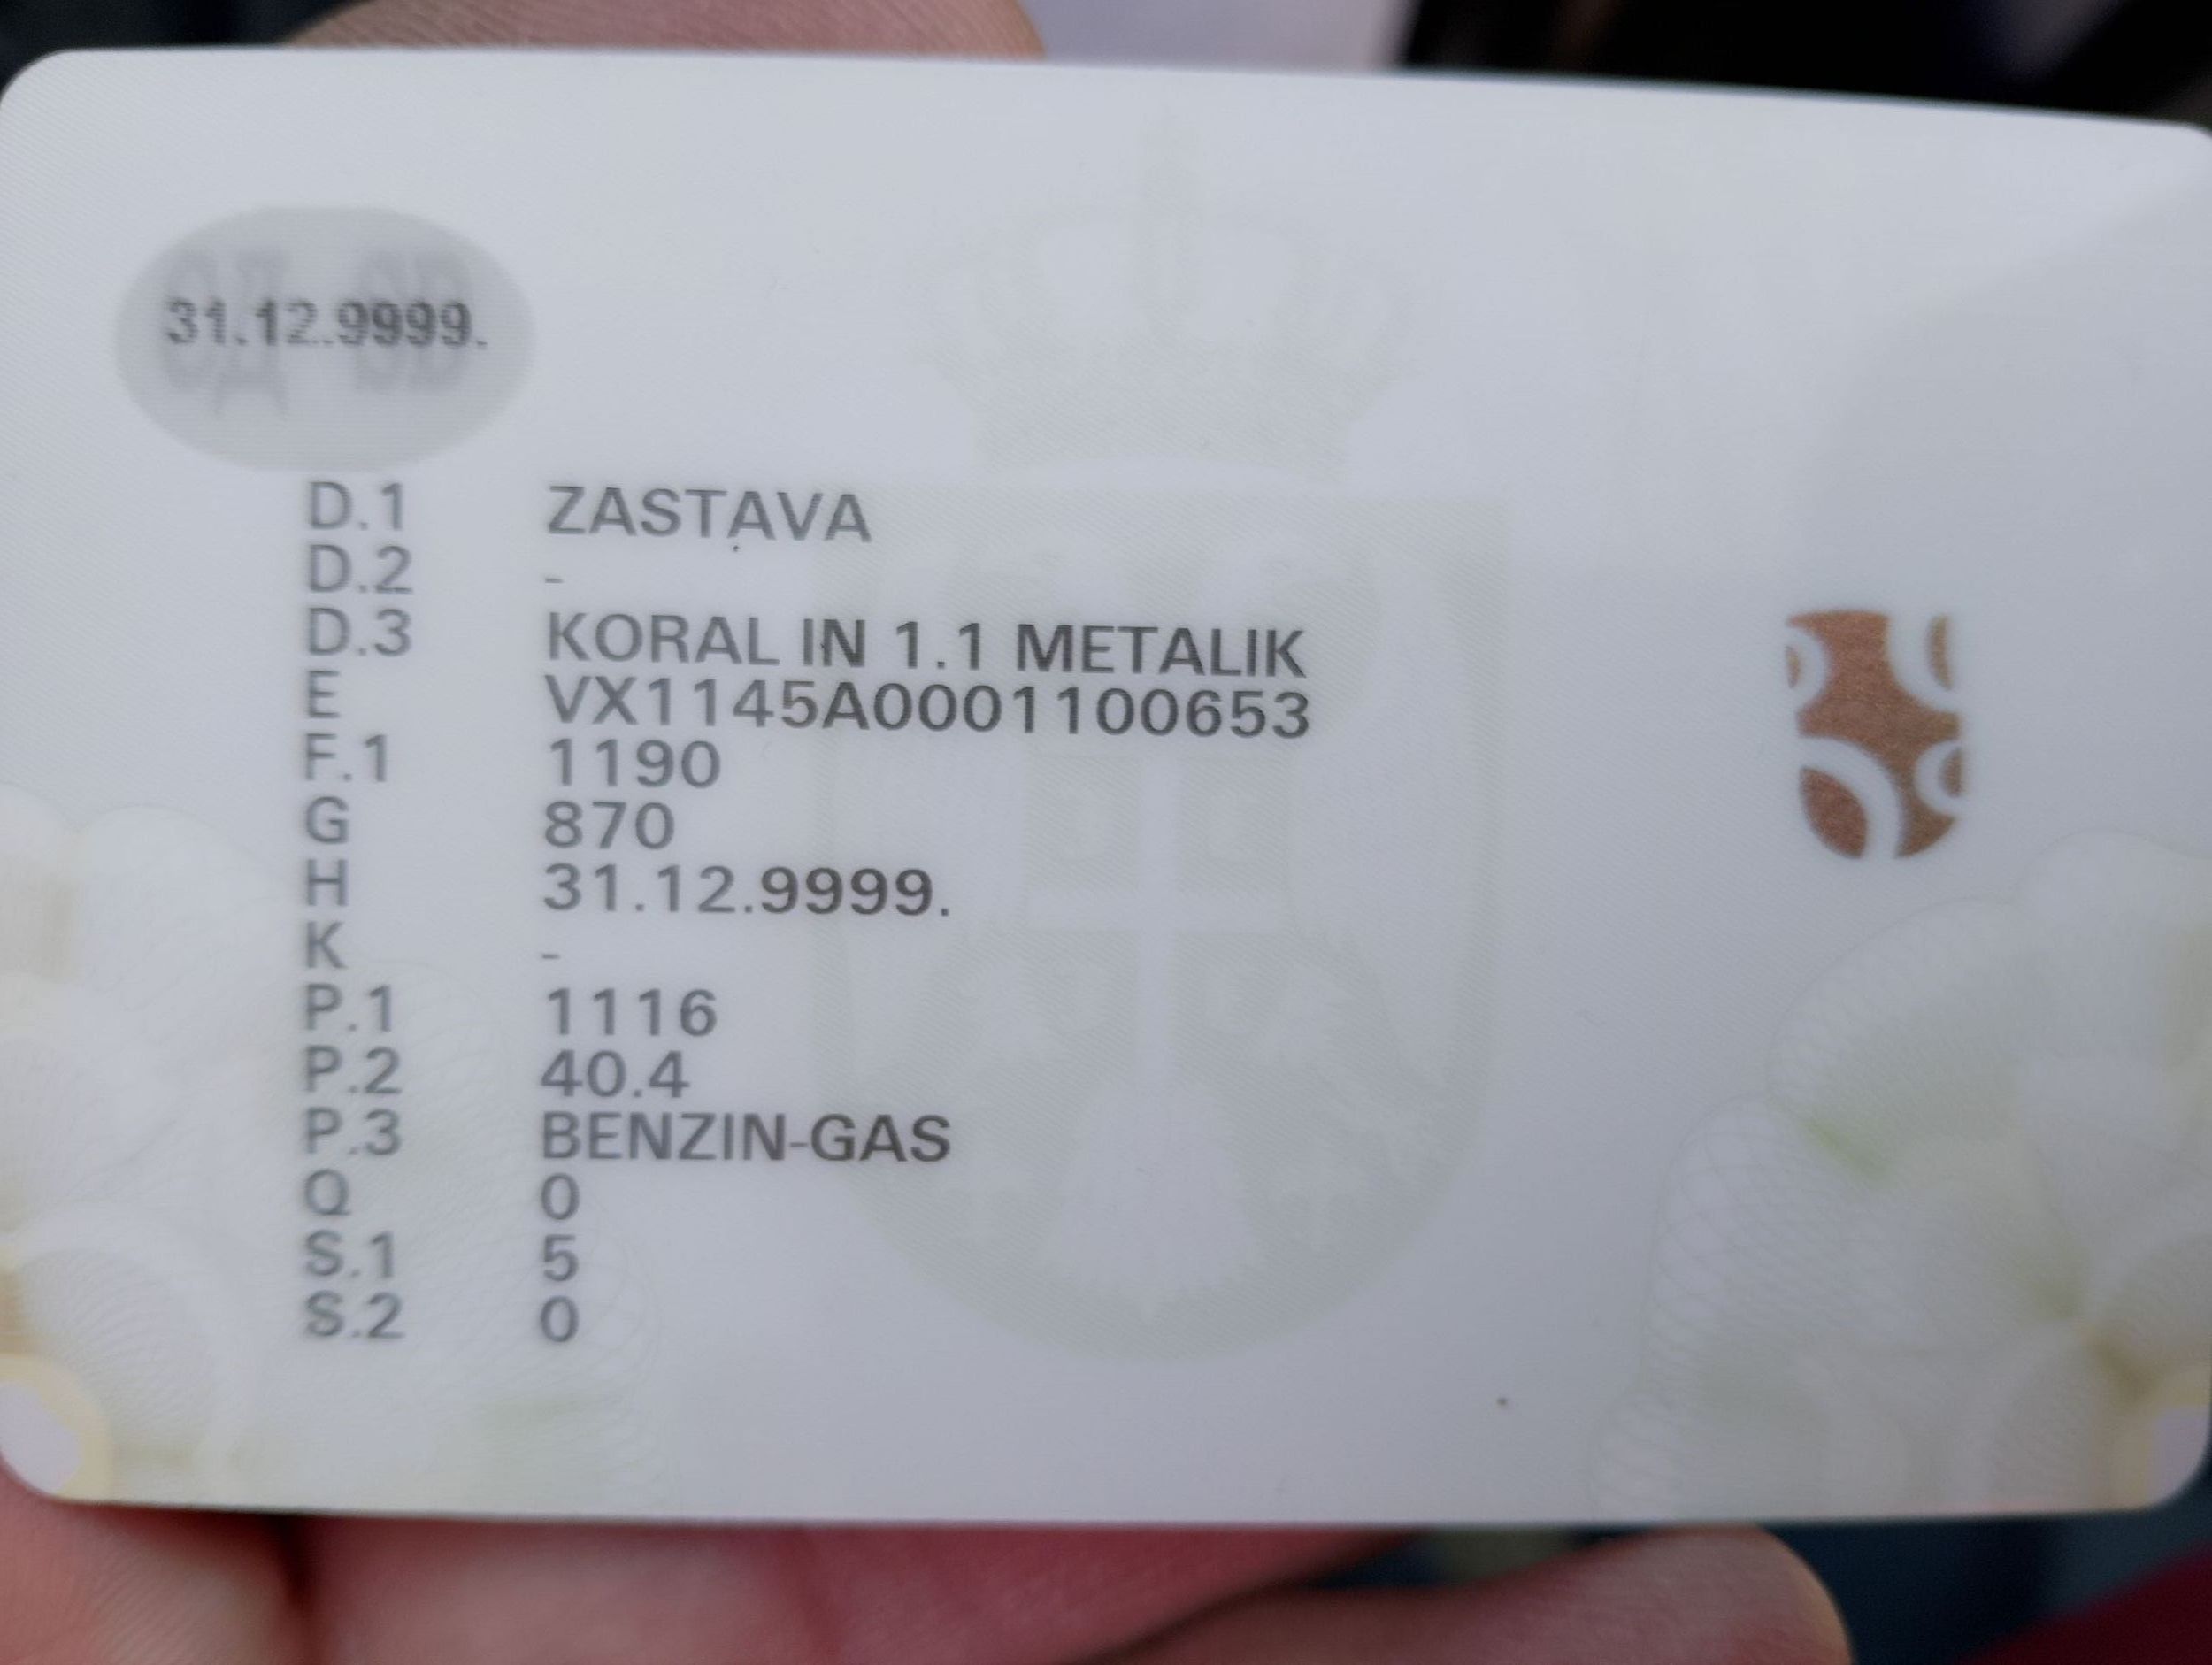 31.12.9999.
D.1 ZASTAVA
D.2 -
D.3 KORAL IN 1.1 METALIK
E VX1145A0001100653
F.1 1190
G 870
H 31.12.9999.
K -
P.1 1116
P.2 40.4
P.3 BENZIN-GAS
Q 0
S.1 5
S.2 0